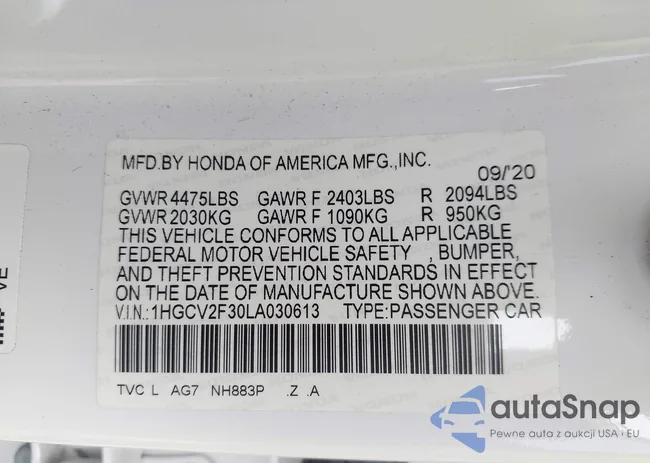 MFD.BY HONDA OF AMERICA MFG.,INC.
09/'20
GVWR 4475LBS GAWR F 2403LBS R 2094LBS
GVWR 2030KG GAWR F 1090KG R 950KG
THIS VEHICLE CONFORMS TO ALL APPLICABLE
FEDERAL MOTOR VEHICLE SAFETY , BUMPER,
AND THEFT PREVENTION STANDARDS IN EFFECT
ON THE DATE OF MANUFACTURE SHOWN ABOVE.
V.I.N.:1HGCV2F30LA030613 TYPE:PASSENGER CAR
TVC L AG7 NH883P .Z .A
VE
autaSnap
Pewne auta z aukcji USA i EU